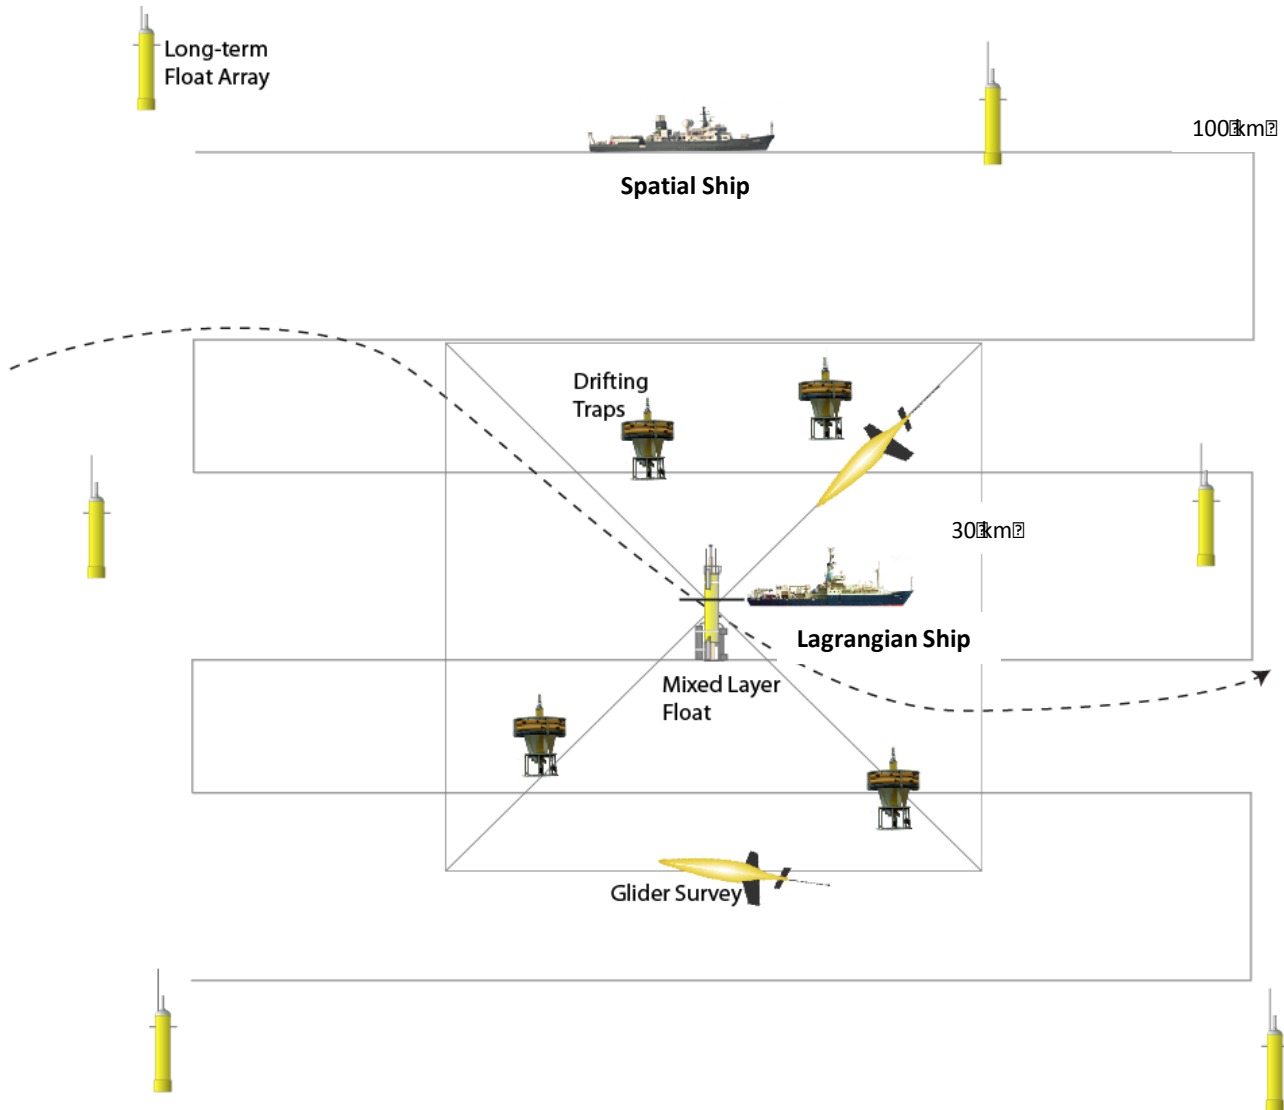 Long-term
Float Array
100 km
Spatial Ship
Drifting
Traps
30 km
Lagrangian Ship
Mixed Layer
Float
Glider Survey